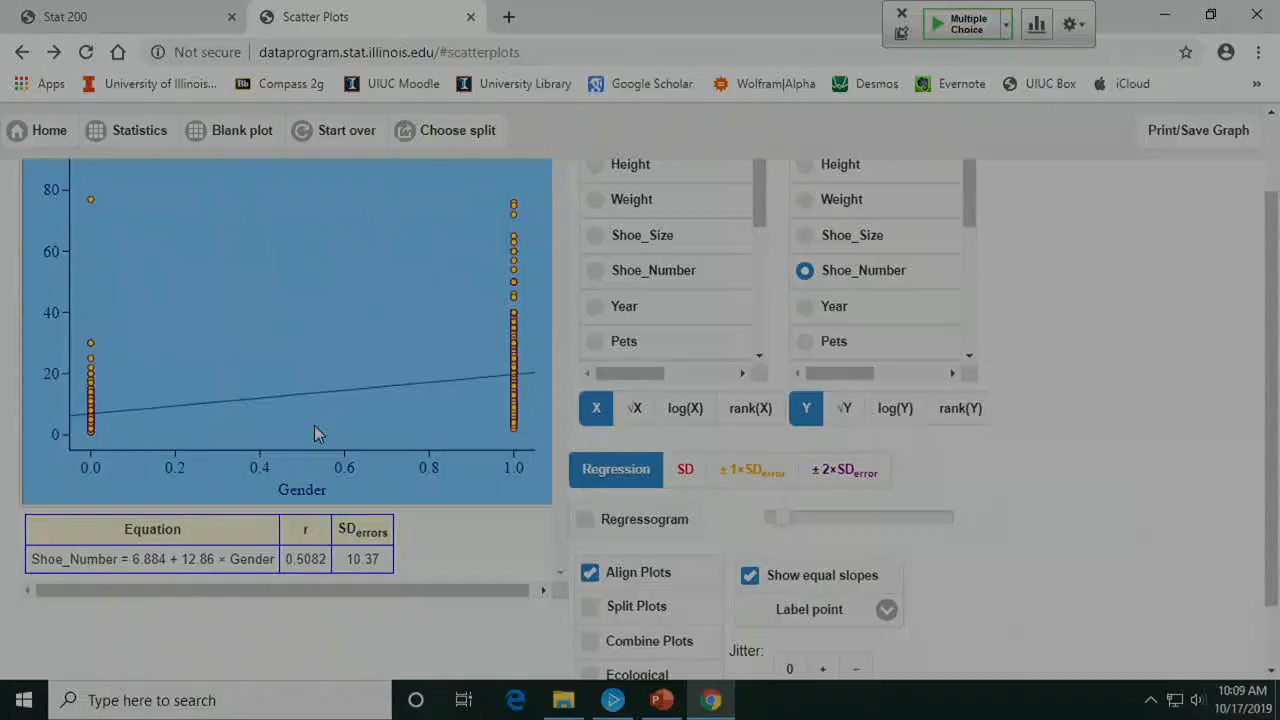 Stat 200
Scatter Plots
Multiple
Choice
Not secure dataprogram.stat.illinois.edu/#scatterplots
Apps University of Illinois... Bb Compass 2g UIUC Moodle University Library Google Scholar Wolfram|Alpha Desmos Evernote UIUC Box iCloud »
Home Statistics Blank plot Start over Choose split Print/Save Graph
80
60
40
20
0
0.0 0.2 0.4 0.6 0.8 1.0
Gender
Equation r SDerrors
Shoe_Number = 6.884 + 12.86 × Gender 0.5082 10.37
Height Height
Weight Weight
Shoe_Size Shoe_Size
Shoe_Number Shoe_Number
Year Year
Pets Pets
X √X log(X) rank(X) Y √Y log(Y) rank(Y)
Regression SD ± 1×SDerror ± 2×SDerror
Regressogram
Align Plots Show equal slopes
Split Plots Label point
Combine Plots
Jitter:
Ecological 0 + −
Type here to search
10:09 AM
10/17/2019